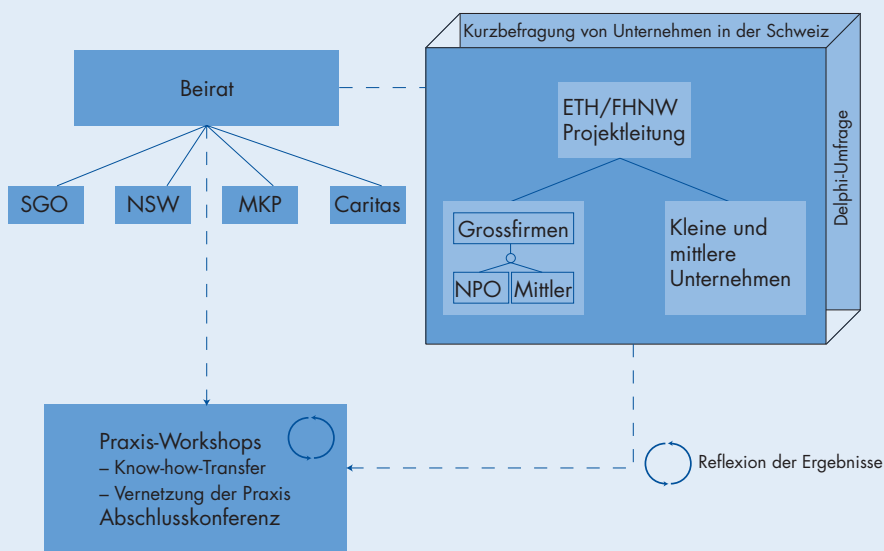 Kurzbefragung von Unternehmen in der Schweiz
Beirat
ETH/FHNW
Projektleitung
Delphi-Umfrage
SGO
NSW
MKP
Caritas
Grossfirmen
NPO
Mittler
Kleine und
mittlere
Unternehmen
Praxis-Workshops
– Know-how-Transfer
– Vernetzung der Praxis
Abschlusskonferenz
Reflexion der Ergebnisse